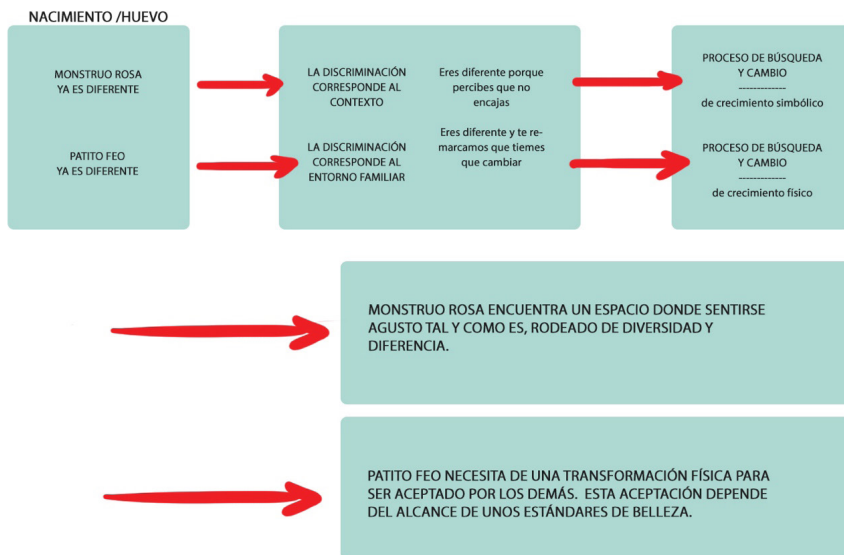 NACIMIENTO /HUEVO
MONSTRUO ROSA
YA ES DIFERENTE
PATITO FEO
YA ES DIFERENTE
LA DISCRIMINACIÓN
CORRESPONDE AL
CONTEXTO
Eres diferente porque
percibes que no
encajas
LA DISCRIMINACIÓN
CORRESPONDE AL
ENTORNO FAMILIAR
Eres diferente y te re-
marcamos que tiemes
que cambiar
PROCESO DE BÚSQUEDA
Y CAMBIO
-------------
de crecimiento simbólico
PROCESO DE BÚSQUEDA
Y CAMBIO
-------------
de crecimiento físico
MONSTRUO ROSA ENCUENTRA UN ESPACIO DONDE SENTIRSE
AGUSTO TAL Y COMO ES, RODEADO DE DIVERSIDAD Y
DIFERENCIA.
PATITO FEO NECESITA DE UNA TRANSFORMACIÓN FÍSICA PARA
SER ACEPTADO POR LOS DEMÁS. ESTA ACEPTACIÓN DEPENDE
DEL ALCANCE DE UNOS ESTÁNDARES DE BELLEZA.